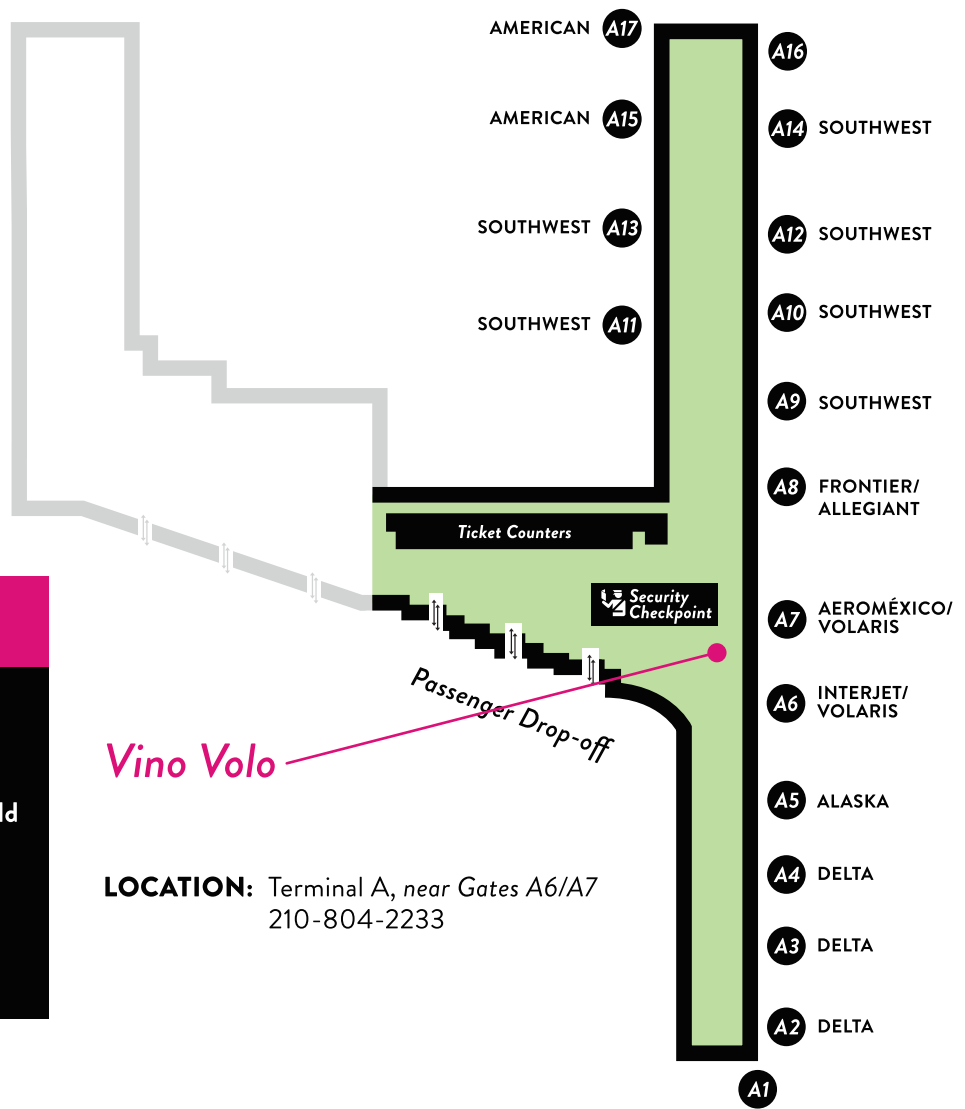 AMERICAN A17
A16
AMERICAN A15
A14 SOUTHWEST
SOUTHWEST A13
A12 SOUTHWEST
A10 SOUTHWEST
SOUTHWEST A11
A9 SOUTHWEST
A8 FRONTIER/
ALLEGIANT
Ticket Counters
Security
Checkpoint
A7 AEROMÉXICO/
VOLARIS
A6 INTERJET/
VOLARIS
Passenger Drop-off
Vino Volo
A5 ALASKA
ld
LOCATION: Terminal A, near Gates A6/A7
210-804-2233
A4 DELTA
A3 DELTA
A2 DELTA
A1